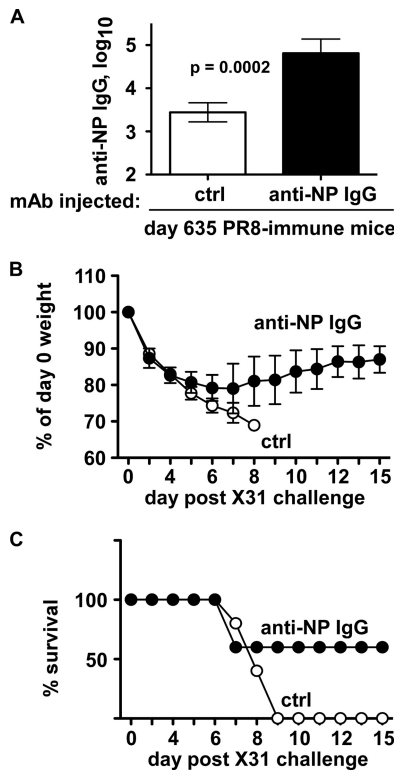 A
anti-NP IgG, log10
5
4
3
2
p = 0.0002
mAb injected:
ctrl
anti-NP IgG
day 635 PR8-immune mice
B
% of day 0 weight
110
100
90
80
70
60
anti-NP IgG
ctrl
0 2 4 6 8 10 12 15
day post X31 challenge
C
% survival
100
50
anti-NP IgG
ctrl
0 2 4 6 8 10 12 15
day post X31 challenge